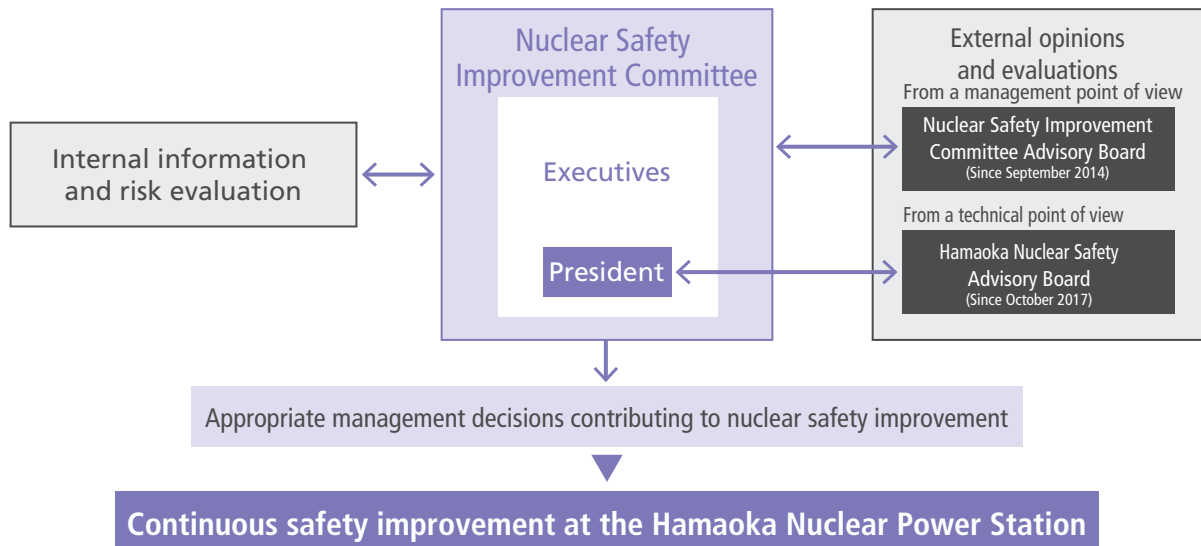 Internal information
and risk evaluation
Nuclear Safety
Improvement Committee
Executives
President
External opinions
and evaluations
From a management point of view
Nuclear Safety Improvement
Committee Advisory Board
(Since September 2014)
From a technical point of view
Hamaoka Nuclear Safety
Advisory Board
(Since October 2017)
Appropriate management decisions contributing to nuclear safety improvement
Continuous safety improvement at the Hamaoka Nuclear Power Station